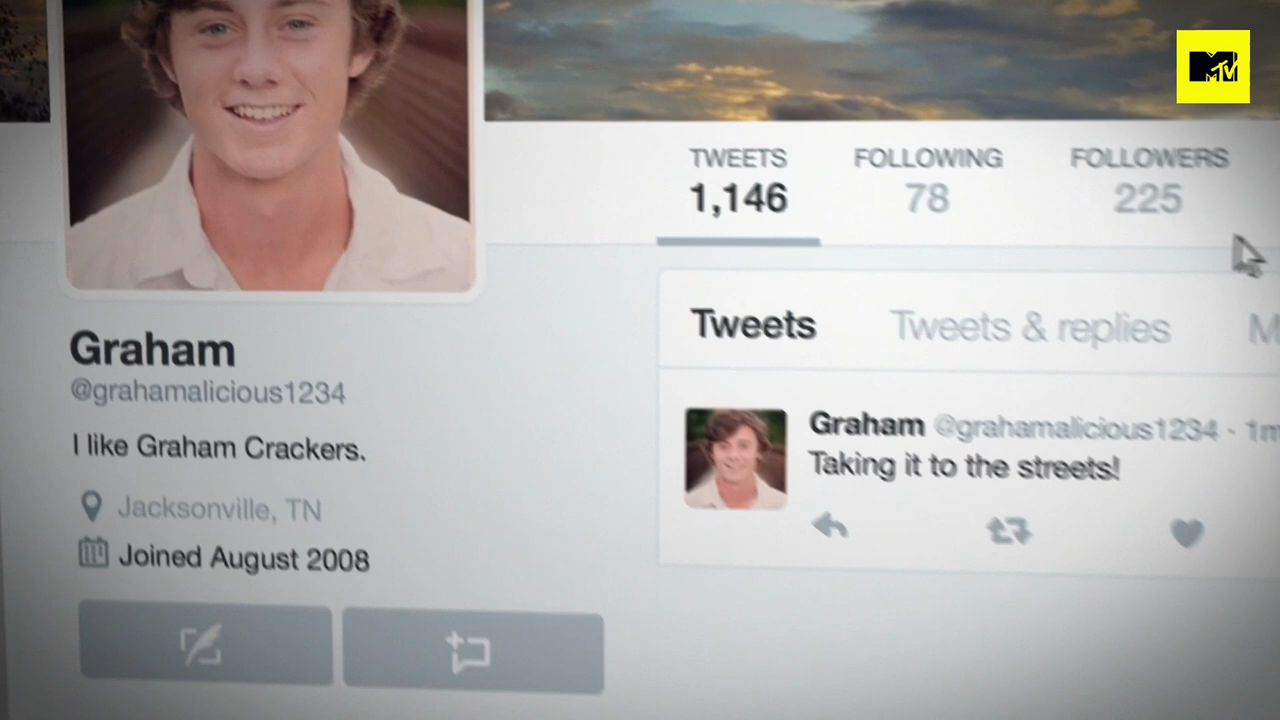 MTV
TWEETS FOLLOWING FOLLOWERS
1,146 78 225
Tweets Tweets & replies M
Graham
@grahamalicious1234
I like Graham Crackers.
Jacksonville, TN
Joined August 2008
Graham @grahamalicious1234 · 1m
Taking it to the streets!